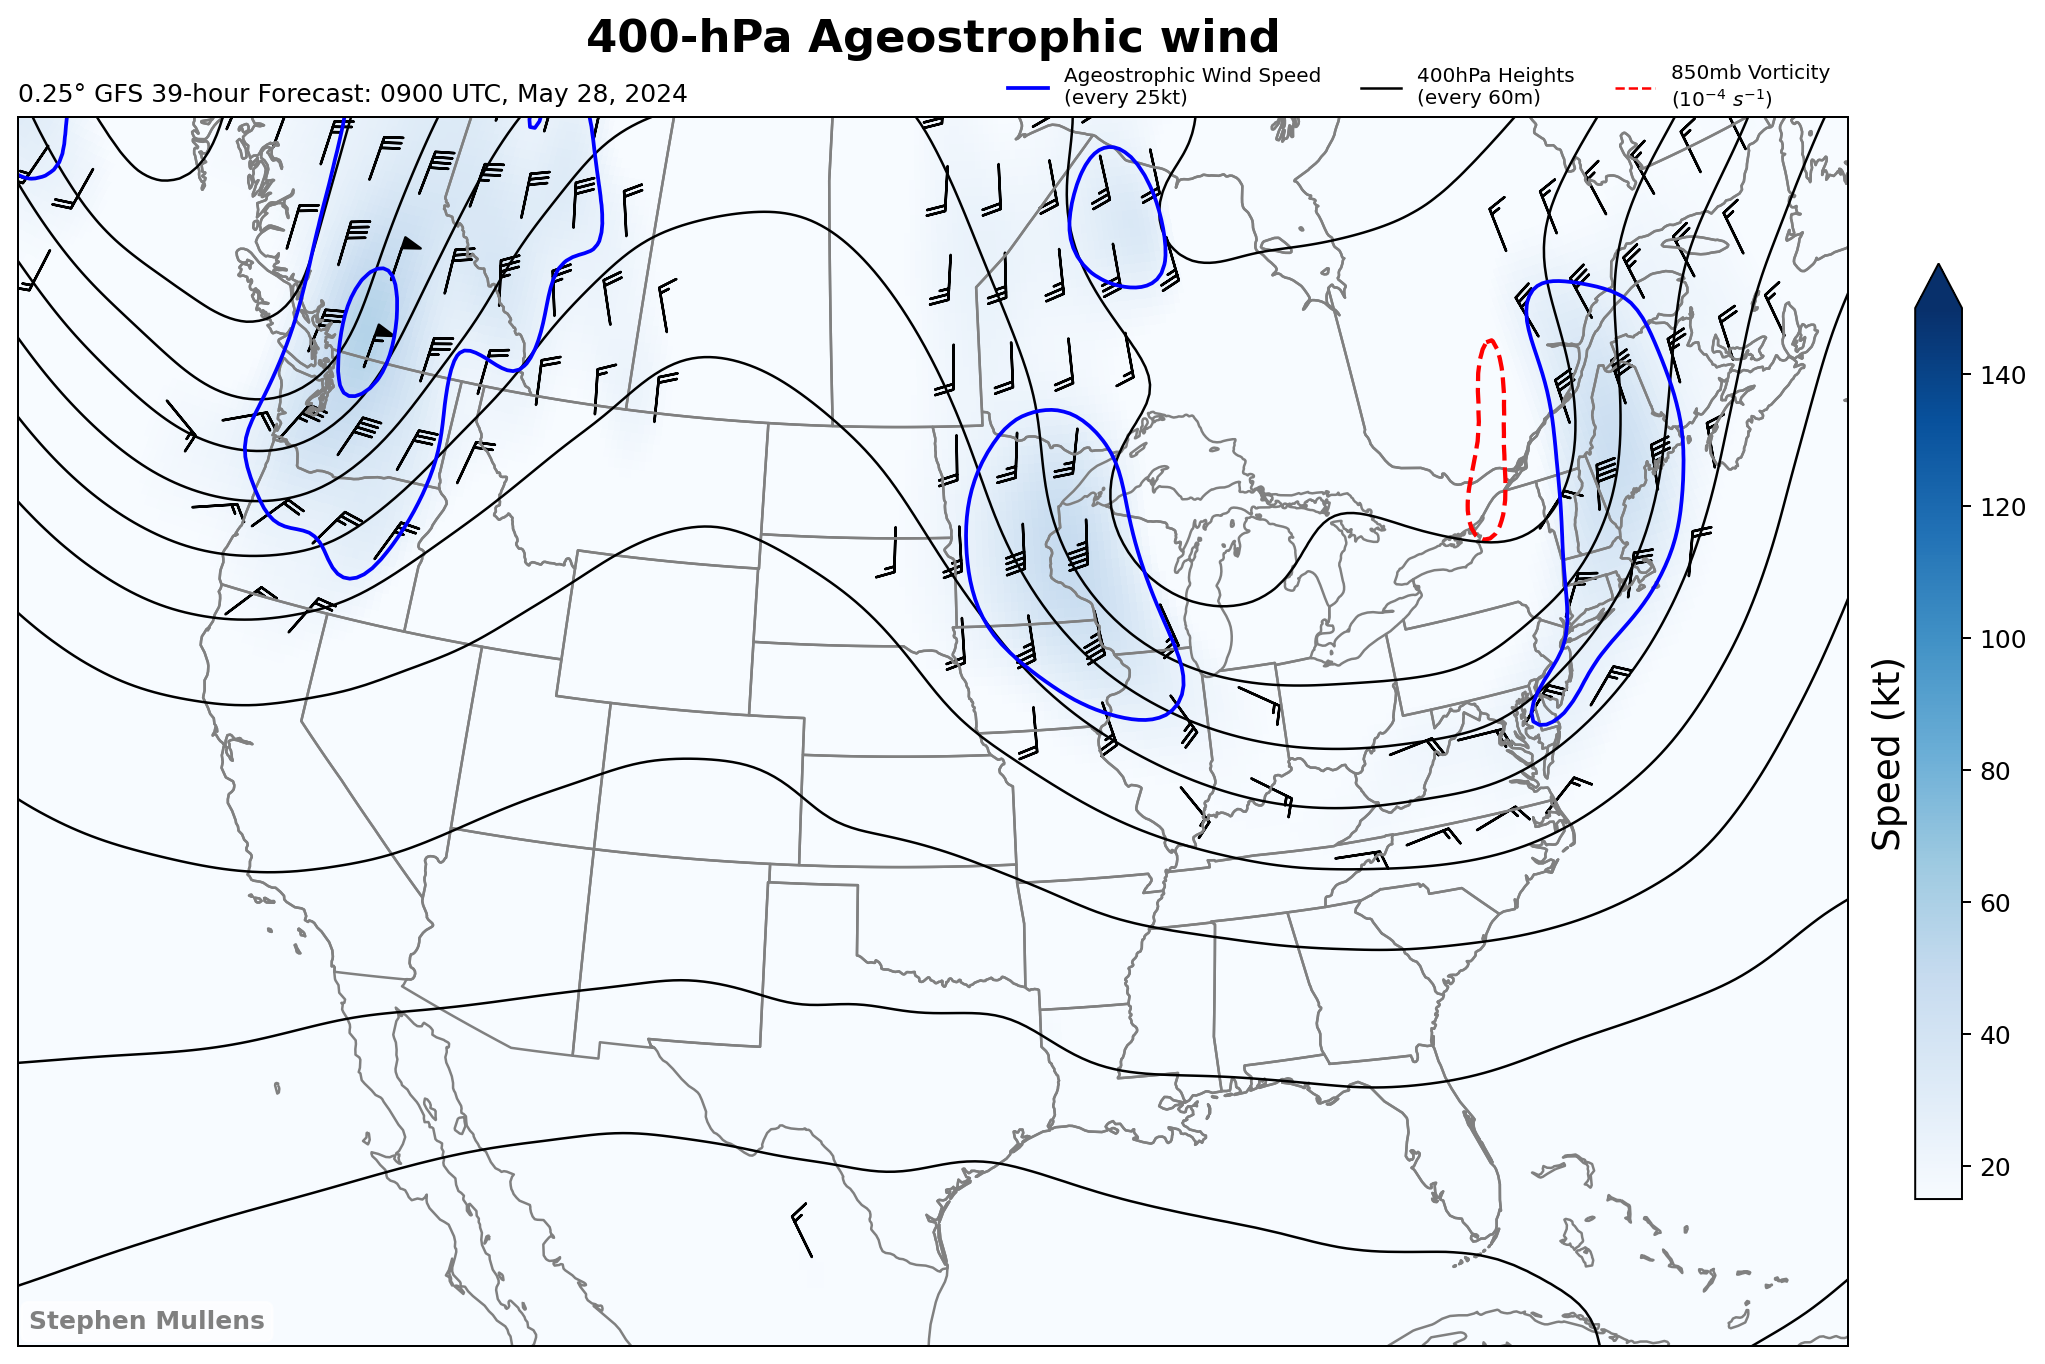 400-hPa Ageostrophic wind
0.25° GFS 39-hour Forecast: 0900 UTC, May 28, 2024
Ageostrophic Wind Speed
(every 25kt)
400hPa Heights
(every 60m)
850mb Vorticity
(10⁻⁴ s⁻¹)
140
120
100
80
60
40
20
Speed (kt)
Stephen Mullens